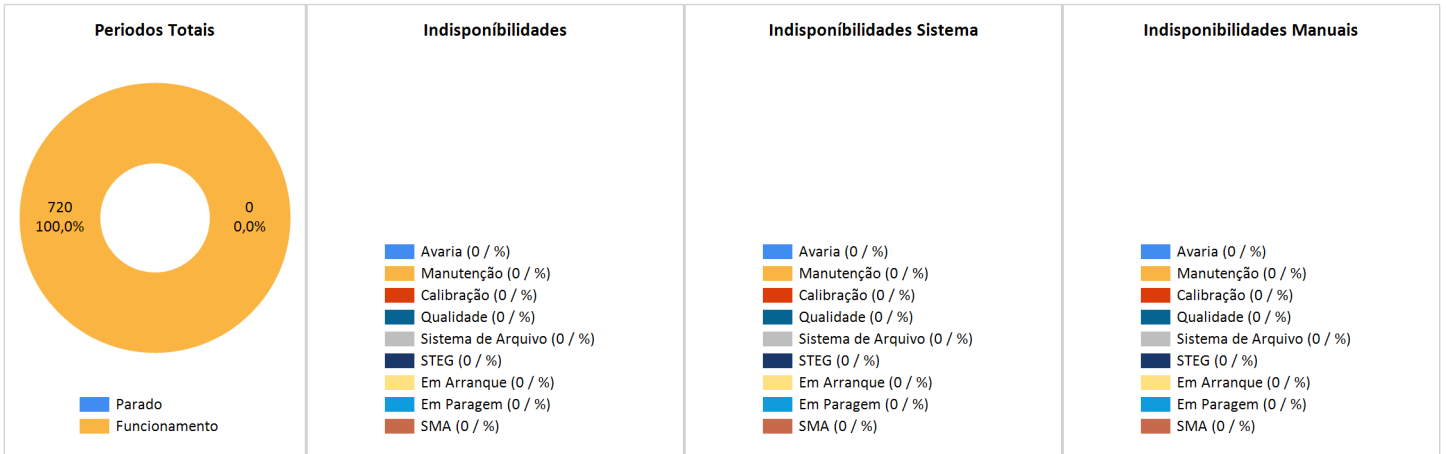 Periodos Totais
720
100,0%
0
0,0%
Parado
Funcionamento
Indisponíbilidades
Avaria (0 / %)
Manutenção (0 / %)
Calibração (0 / %)
Qualidade (0 / %)
Sistema de Arquivo (0 / %)
STEG (0 / %)
Em Arranque (0 / %)
Em Paragem (0 / %)
SMA (0 / %)
Indisponíbilidades Sistema
Avaria (0 / %)
Manutenção (0 / %)
Calibração (0 / %)
Qualidade (0 / %)
Sistema de Arquivo (0 / %)
STEG (0 / %)
Em Arranque (0 / %)
Em Paragem (0 / %)
SMA (0 / %)
Indisponibilidades Manuais
Avaria (0 / %)
Manutenção (0 / %)
Calibração (0 / %)
Qualidade (0 / %)
Sistema de Arquivo (0 / %)
STEG (0 / %)
Em Arranque (0 / %)
Em Paragem (0 / %)
SMA (0 / %)